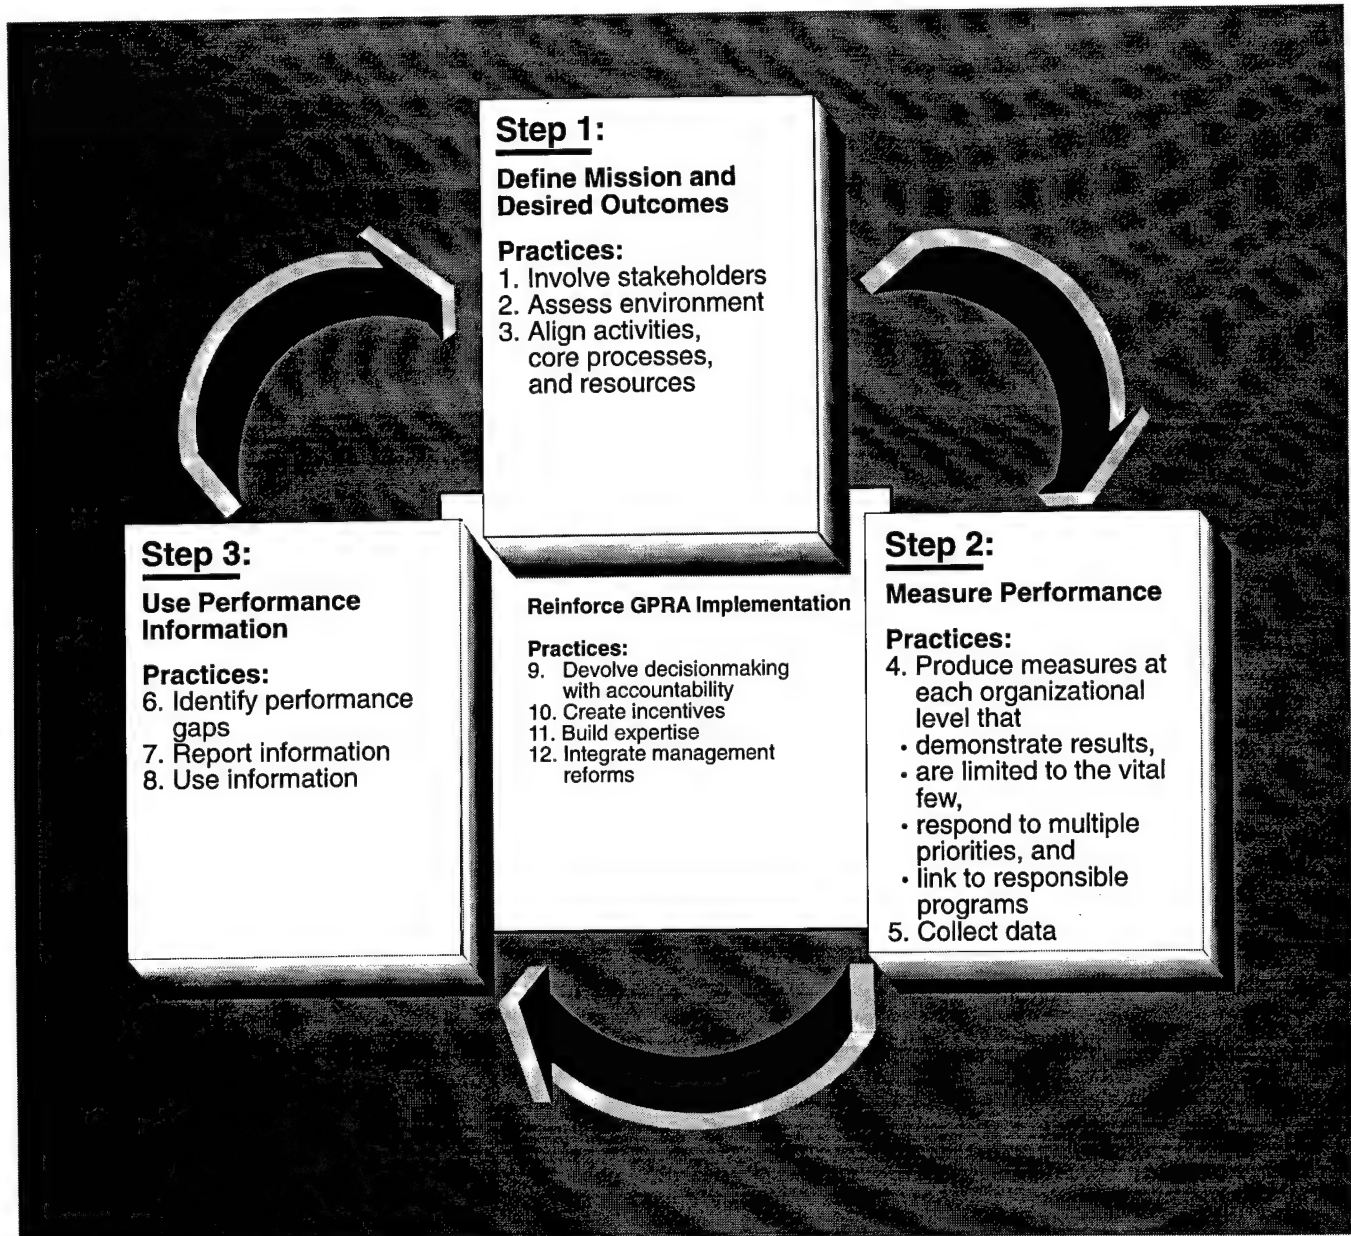 Step 1:
Define Mission and
Desired Outcomes
Practices:
1. Involve stakeholders
2. Assess environment
3. Align activities,
core processes,
and resources
Step 2:
Measure Performance
Practices:
4. Produce measures at
each organizational
level that
• demonstrate results,
• are limited to the vital
few,
• respond to multiple
priorities, and
• link to responsible
programs
5. Collect data
Step 3:
Use Performance
Information
Practices:
6. Identify performance
gaps
7. Report information
8. Use information
Reinforce GPRA Implementation
Practices:
9. Devolve decisionmaking
with accountability
10. Create incentives
11. Build expertise
12. Integrate management
reforms